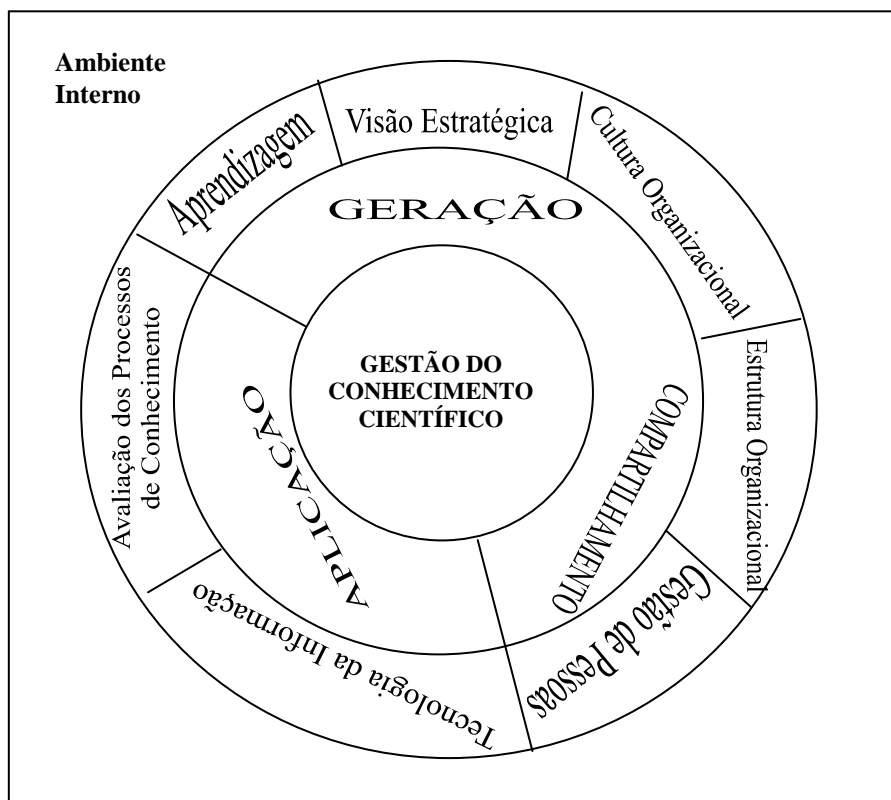 Ambiente
Interno
Aprendizagem
Visão Estratégica
Cultura Organizacional
GERAÇÃO
GESTÃO DO
CONHECIMENTO
CIENTÍFICO
Avaliação dos Processos
de Conhecimento
APLICAÇÃO
COMPARTILHAMENTO
Estrutura Organizacional
Tecnologia da Informação
Gestão de Pessoas